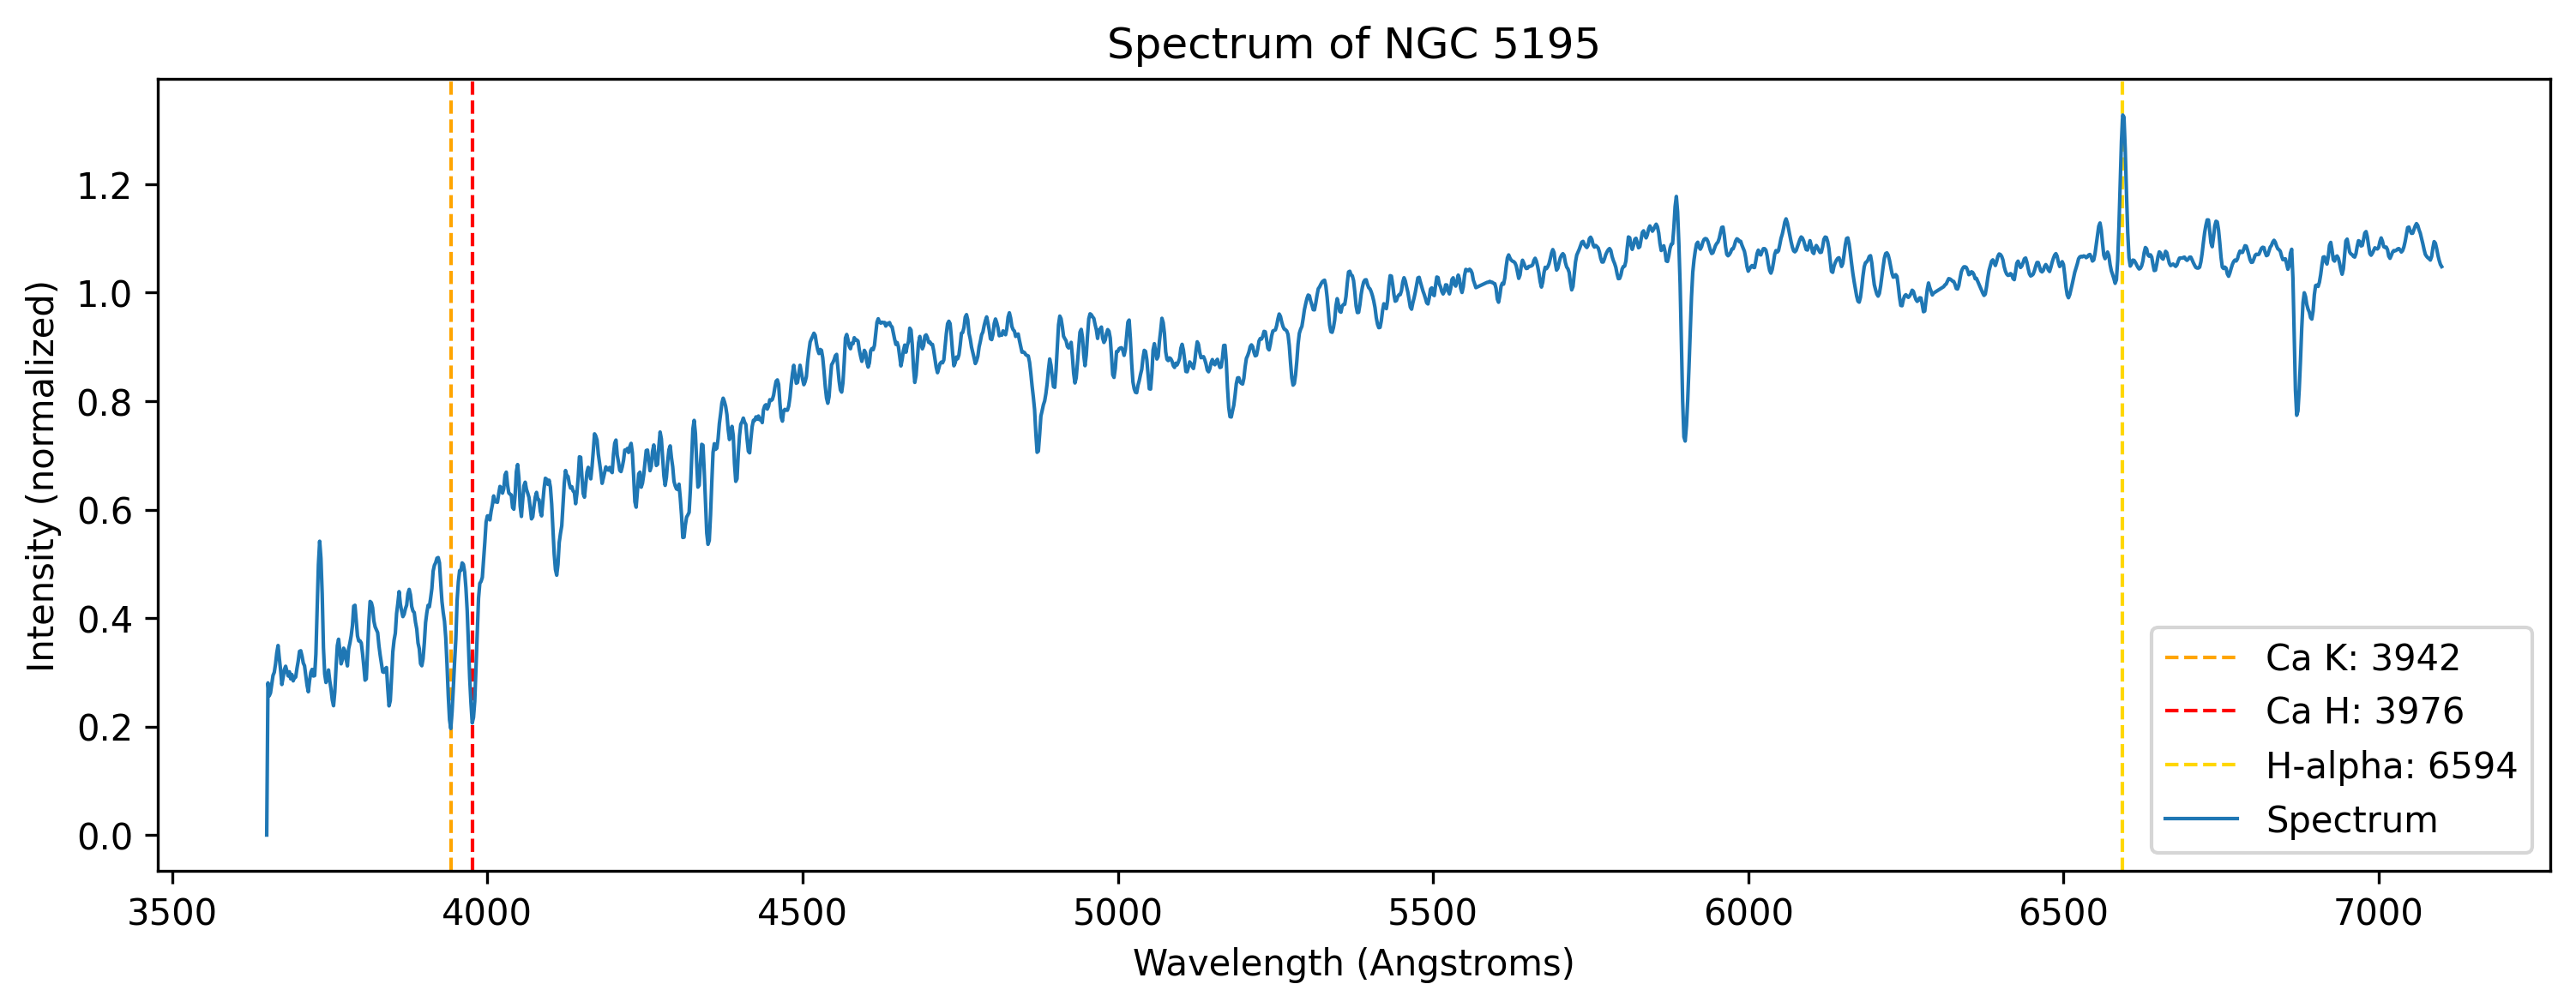 Spectrum of NGC 5195
Intensity (normalized)
1.2
1.0
0.8
0.6
0.4
0.2
0.0
3500 4000 4500 5000 5500 6000 6500 7000
Wavelength (Angstroms)
Ca K: 3942
Ca H: 3976
H-alpha: 6594
Spectrum